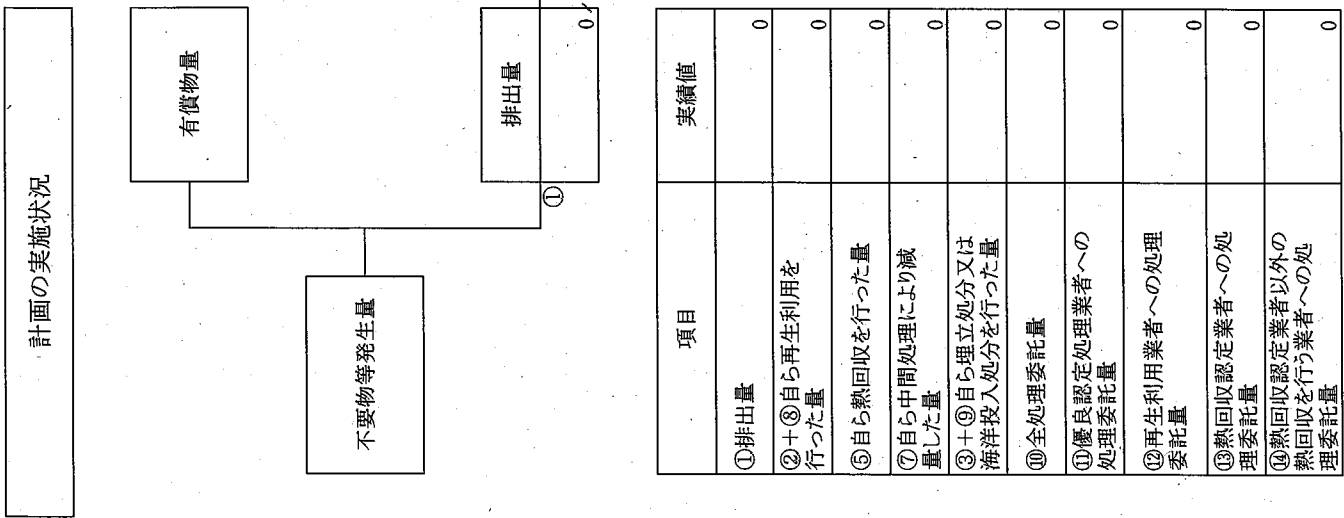 計画の実施状況
有償物量
不要物等発生量
①
排出量
0
項目
実績値
①排出量
0
②+⑧自ら再生利用を
行った量
0
⑤自ら熱回収を行った量
0
⑦自ら中間処理により減
量した量
0
③+⑨自ら埋立処分又は
海洋投入処分を行った量
0
⑩全処理委託量
0
⑪優良認定処理業者への
処理委託量
0
⑫再生利用業者への処理
委託量
0
⑬熱回収認定業者への処
理委託量
0
⑭熱回収認定業者以外の
熱回収を行う業者への処
理委託量
0